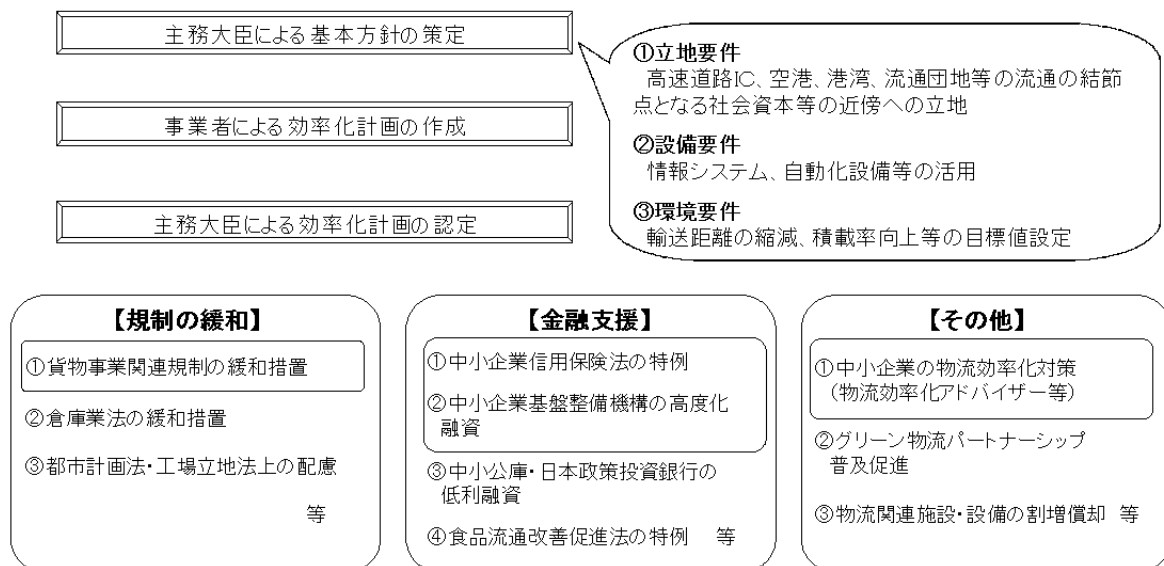 主務大臣による基本方針の策定
①立地要件
高速道路IC、空港、港湾、流通団地等の流通の結節
点となる社会資本等の近傍への立地
事業者による効率化計画の作成
②設備要件
情報システム、自動化設備等の活用
主務大臣による効率化計画の認定
③環境要件
輸送距離の縮減、積載率向上等の目標値設定
【規制の緩和】
①貨物事業関連規制の緩和措置
②倉庫業法の緩和措置
③都市計画法・工場立地法上の配慮
等
【金融支援】
①中小企業信用保険法の特例
②中小企業基盤整備機構の高度化
融資
③中小公庫・日本政策投資銀行の
低利融資
④食品流通改善促進法の特例 等
【その他】
①中小企業の物流効率化対策
(物流効率化アドバイザー等)
②グリーン物流パートナーシップ
普及促進
③物流関連施設・設備の割増償却 等